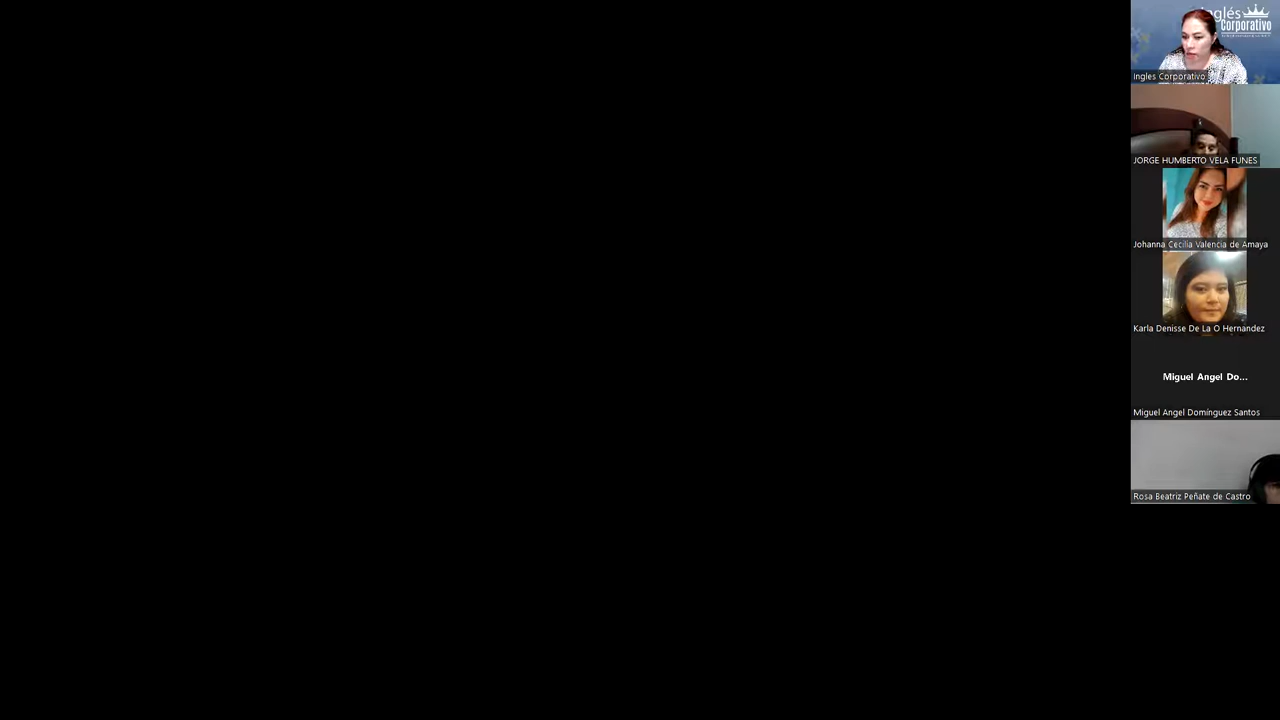 Inglés
Corporativo
Ingles Corporativo
JORGE HUMBERTO VELA FUNES
Johanna Cecilia Valencia de Amaya
Karla Denisse De La O Hernandez
Miguel Angel Do...
Miguel Angel Domínguez Santos
Rosa Beatriz Peñate de Castro